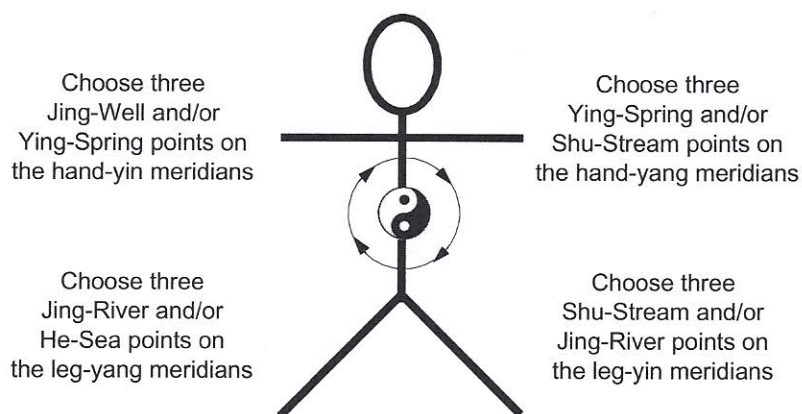 Choose three
Jing-Well and/or
Ying-Spring points on
the hand-yin meridians
Choose three
Ying-Spring and/or
Shu-Stream points on
the hand-yang meridians
Choose three
Jing-River and/or
He-Sea points on
the leg-yang meridians
Choose three
Shu-Stream and/or
Jing-River points on
the leg-yin meridians